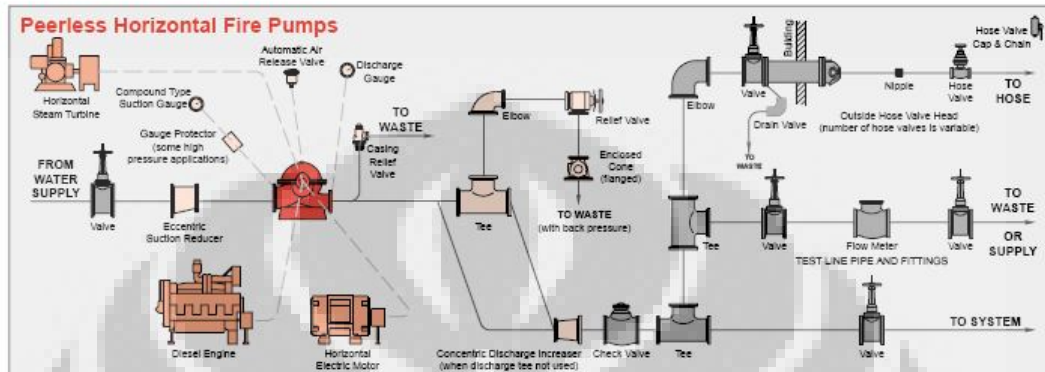 Peerless Horizontal Fire Pumps
Horizontal
Steam Turbine
Automatic Air
Release Valve
Discharge
Gauge
Compound Type
Suction Gauge
Gauge Protector
(some high
pressure applications)
FROM
WATER
SUPPLY
Valve
Eccentric
Suction Reducer
Diesel Engine
Horizontal
Electric Motor
TO
WASTE
Casing
Relief
Valve
Elbow
Relief Valve
Enclosed
Cone
(flanged)
TO WASTE
(with back pressure)
Tee
Concentric Discharge Increaser
(when discharge tee not used)
Check Valve
Tee
Elbow
Valve
Building
Drain Valve
TO
WASTE
Hose Valve
Cap & Chain
Nipple
Hose
Valve
TO
HOSE
Outside Hose Valve Head
(number of hose valves is variable)
Tee
Valve
Flow Meter
Valve
TEST LINE PIPE AND FITTINGS
TO
WASTE
OR
SUPPLY
Valve
TO SYSTEM